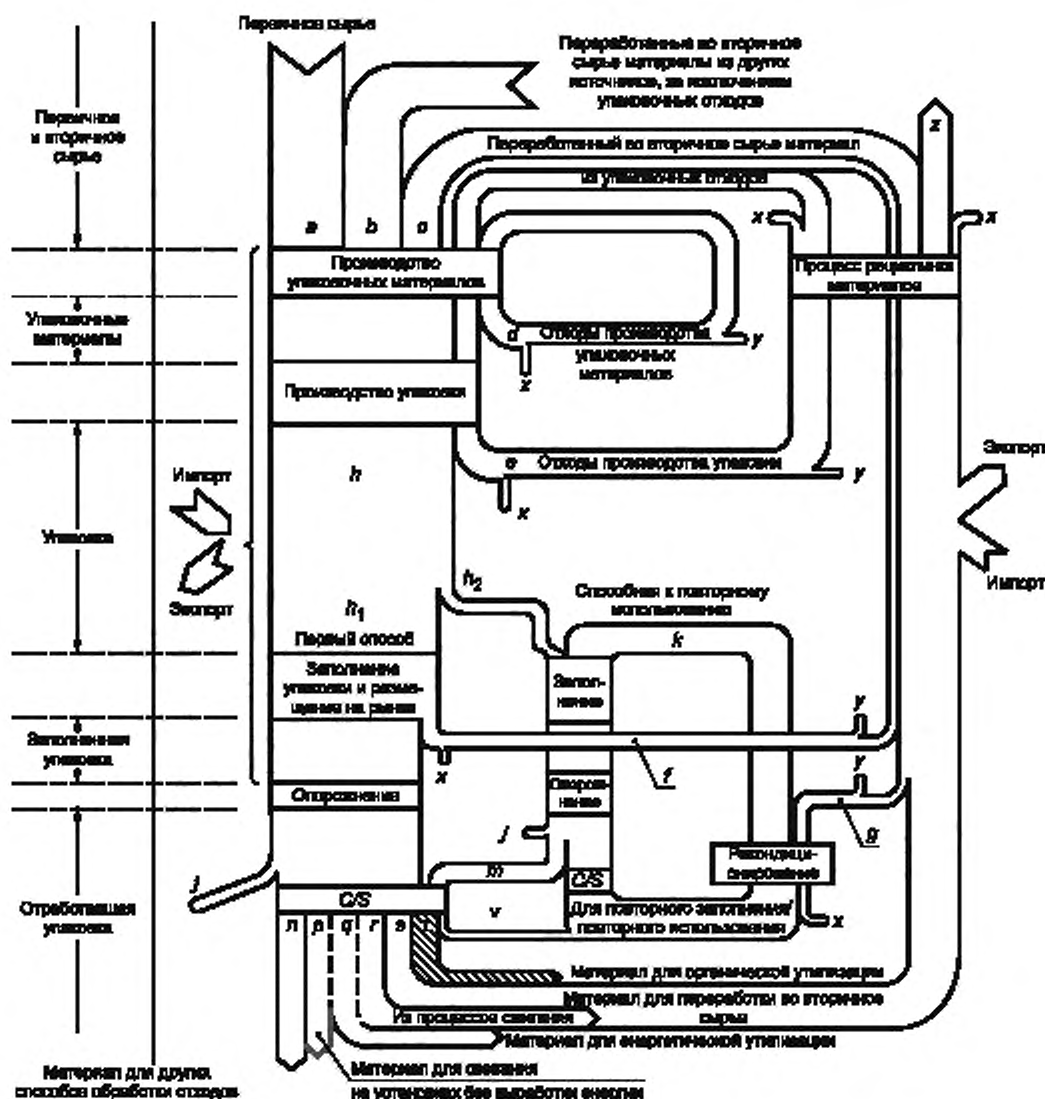 Первичное сырье
Переработанные во вторичное
сырье материалы из других
источников, за исключением
упаковочных отходов
Первичное
и вторичное
сырье
z
Переработанный во вторичное сырье материал
из упаковочных отходов
a b c
x x
Производство
упаковочных материалов
Процесс рециклинга
материалов
Упаковочные
материалы
d Отходы производства
упаковочных
материалов
y
x
Производство упаковки
e Отходы производства упаковки y
x
h
Импорт
Экспорт
Упаковка
Экспорт
Импорт
h2
h1
Способная к повторному
использованию
k
Первый способ
Заполнение
упаковки и разме-
щение на рынке
Запол-
нение
y
Заполненная
упаковка
x
f
y
Опорожнение
Опорож-
нение
g
j
m
C/S
Рекондици-
онирование
j
C/S
v
x
Отработавшая
упаковка
Для повторного заполнения/
повторного использования
n p q r s t
Материал для органической утилизации
Материал для переработки во вторичное
сырье
Из процессов сжигания
Материал для энергетической утилизации
Материал для других
способов обработки отходов
Материал для сжигания
на установках без выработки энергии